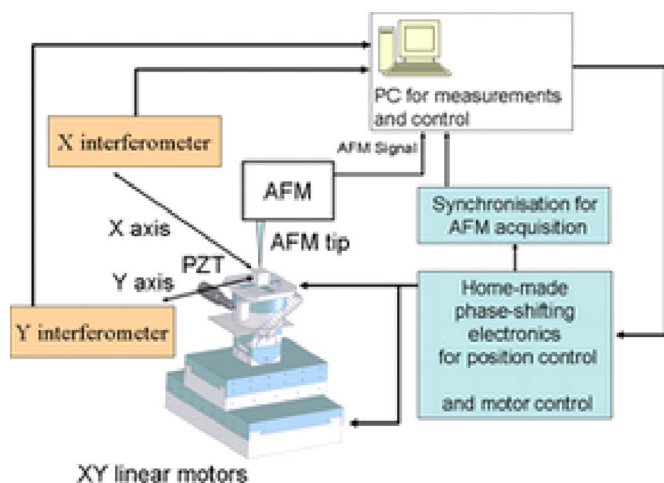 PC for measurements
and control
X interferometer
AFM Signal
AFM
Synchronisation for
AFM acquisition
X axis
AFM tip
PZT
Y axis
Y interferometer
Home-made
phase-shifting
electronics
for position control
and motor control
XY linear motors